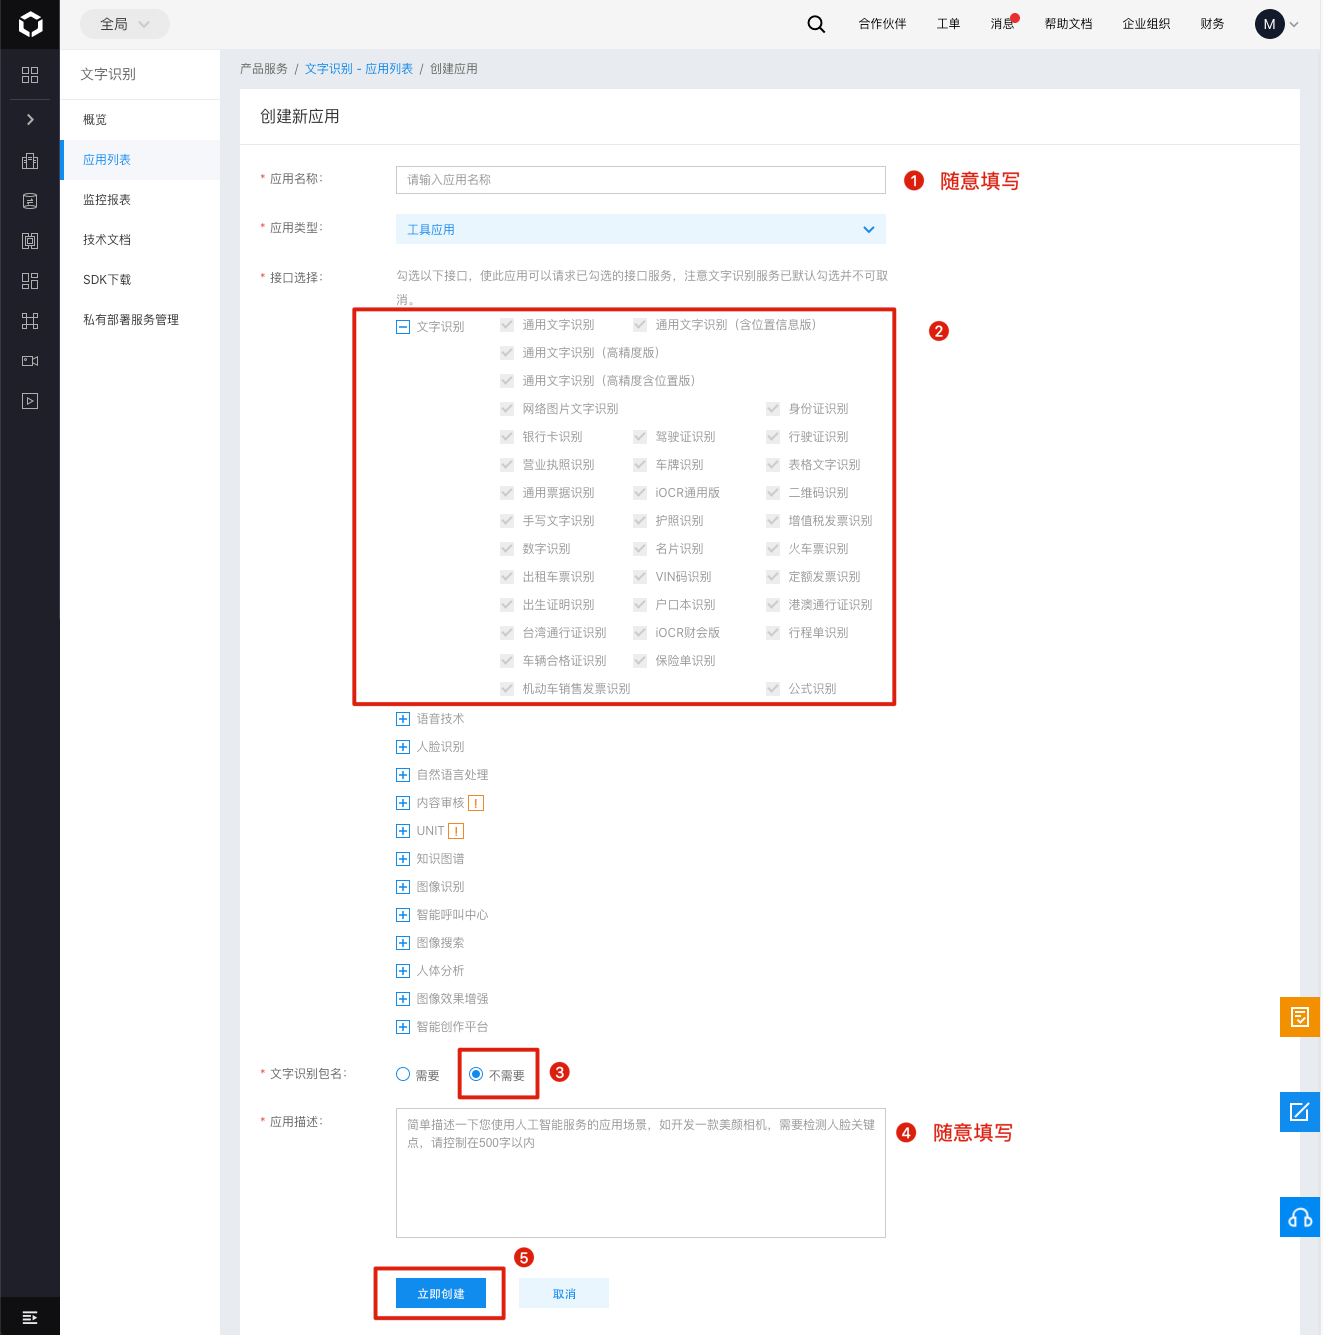 全局
合作伙伴 工单 消息 帮助文档 企业组织 财务 M
文字识别
概览
应用列表
监控报表
技术文档
SDK下载
私有部署服务管理
产品服务 / 文字识别 - 应用列表 / 创建应用
创建新应用
* 应用名称： 请输入应用名称 1 随意填写
* 应用类型： 工具应用
* 接口选择： 勾选以下接口，使此应用可以请求已勾选的接口服务，注意文字识别服务已默认勾选并不可取
消。
文字识别 通用文字识别 通用文字识别（含位置信息版） 2
通用文字识别（高精度版）
通用文字识别（高精度含位置版）
网络图片文字识别 身份证识别
银行卡识别 驾驶证识别 行驶证识别
营业执照识别 车牌识别 表格文字识别
通用票据识别 iOCR通用版 二维码识别
手写文字识别 护照识别 增值税发票识别
数字识别 名片识别 火车票识别
出租车票识别 VIN码识别 定额发票识别
出生证明识别 户口本识别 港澳通行证识别
台湾通行证识别 iOCR财会版 行程单识别
车辆合格证识别 保险单识别
机动车销售发票识别 公式识别
语音技术
人脸识别
自然语言处理
内容审核 !
UNIT !
知识图谱
图像识别
智能呼叫中心
图像搜索
人体分析
图像效果增强
智能创作平台
* 文字识别包名： 需要 不需要 3
* 应用描述： 简单描述一下您使用人工智能服务的应用场景，如开发一款美颜相机，需要检测人脸关键
点，请控制在500字以内
4 随意填写
5
立即创建 取消